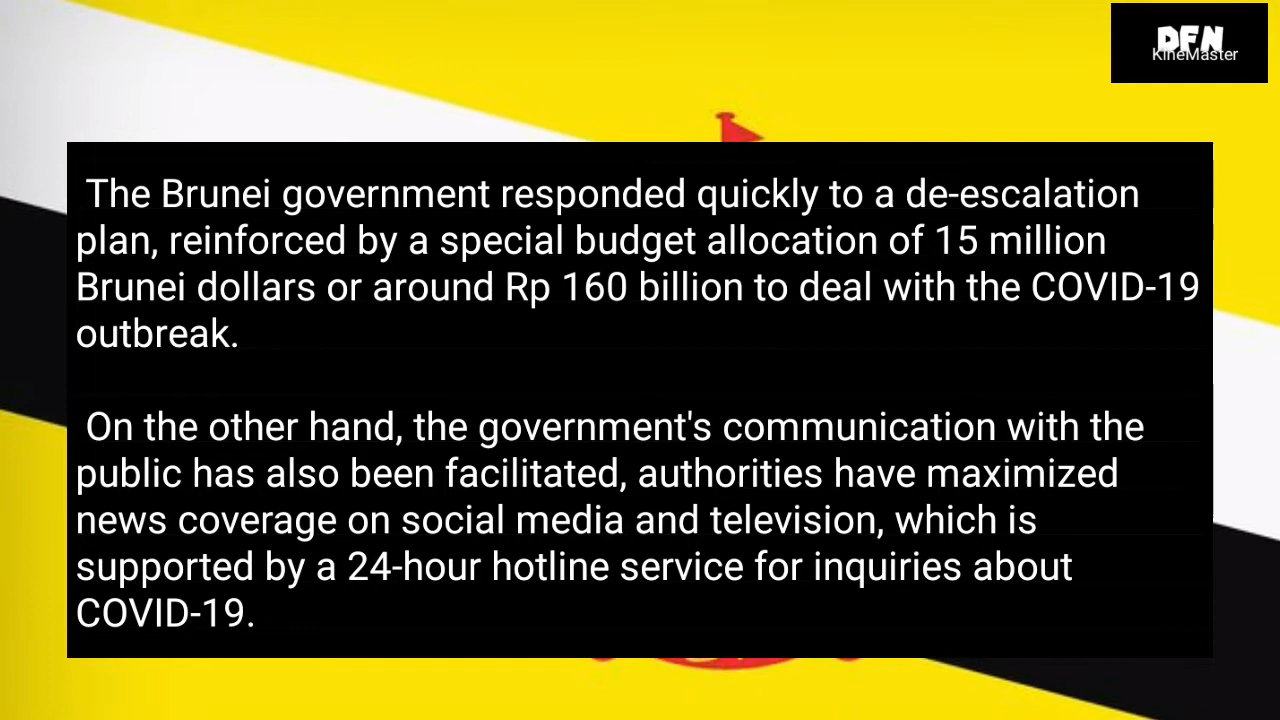 DFN
KineMaster
The Brunei government responded quickly to a de-escalation
plan, reinforced by a special budget allocation of 15 million
Brunei dollars or around Rp 160 billion to deal with the COVID-19
outbreak.
On the other hand, the government's communication with the
public has also been facilitated, authorities have maximized
news coverage on social media and television, which is
supported by a 24-hour hotline service for inquiries about
COVID-19.